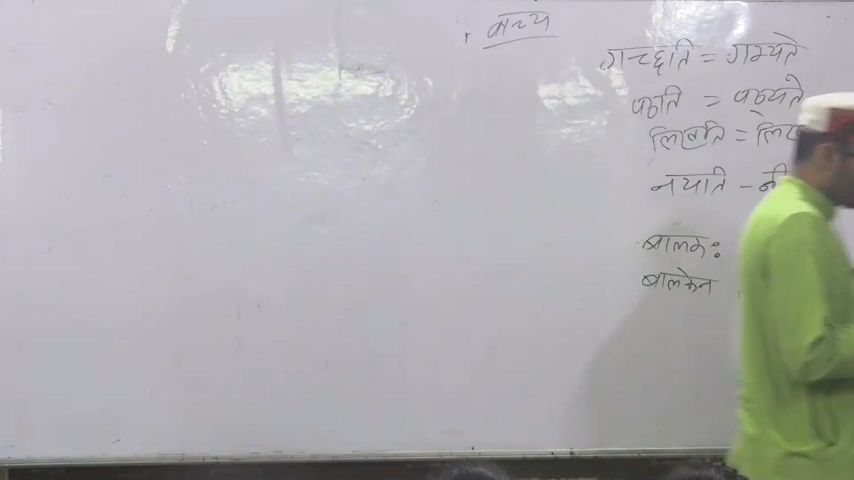 वाच्य
गच्छति = गम्यते
पठति = पठ्यते
लिखति =
नयति -
बालकः
बालकेन